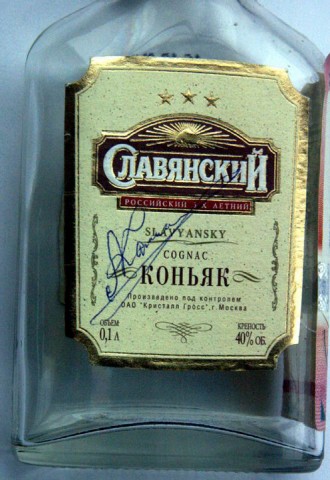 СЛАВЯНСКИЙ
РОССИЙСКИЙ 3-Х ЛЕТНИЙ
SLAVYANSKY
COGNAC
КОНЬЯК
Произведено под контролем
ОАО "Кристалл Гросс", г. Москва
ОБЪЕМ:
0,1 Л
КРЕПОСТЬ
40% ОБ.